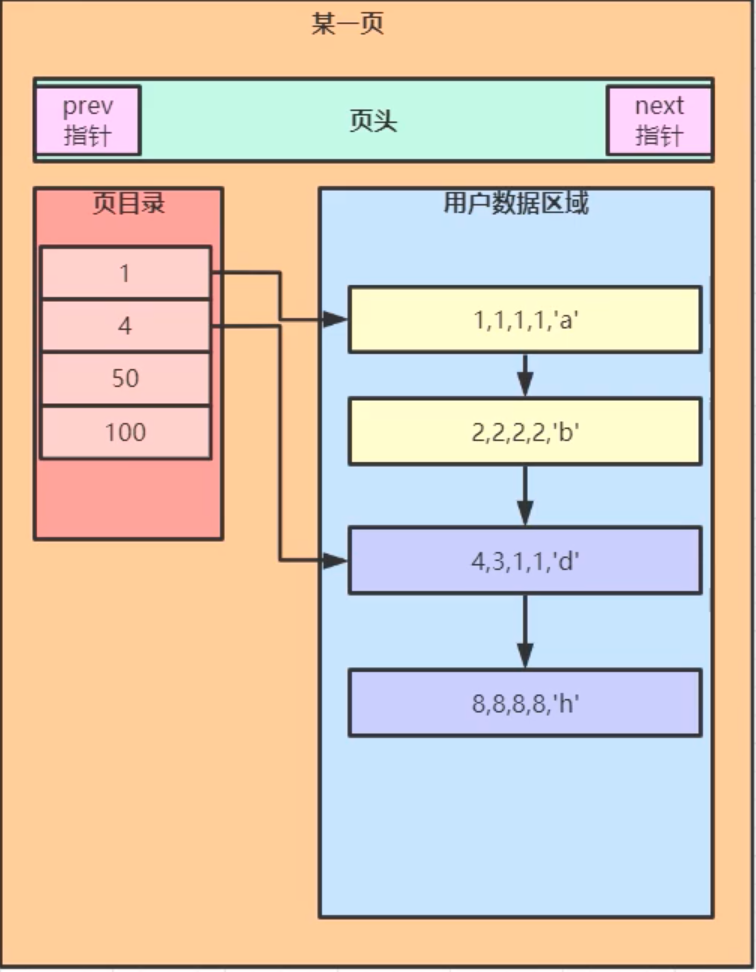 某一页
prev
指针
页头
next
指针
页目录
1
4
50
100
用户数据区域
1,1,1,1,'a'
2,2,2,2,'b'
4,3,1,1,'d'
8,8,8,8,'h'